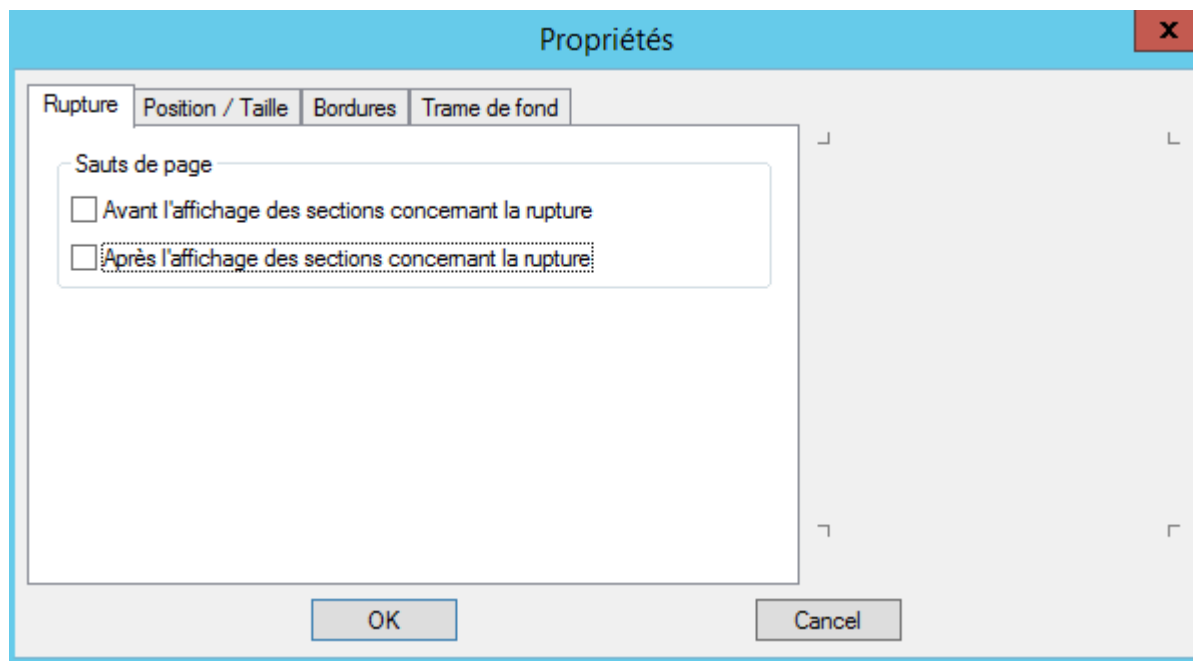 Propriétés
x
Rupture Position / Taille Bordures Trame de fond
Sauts de page
Avant l'affichage des sections concernant la rupture
Après l'affichage des sections concernant la rupture
OK Cancel